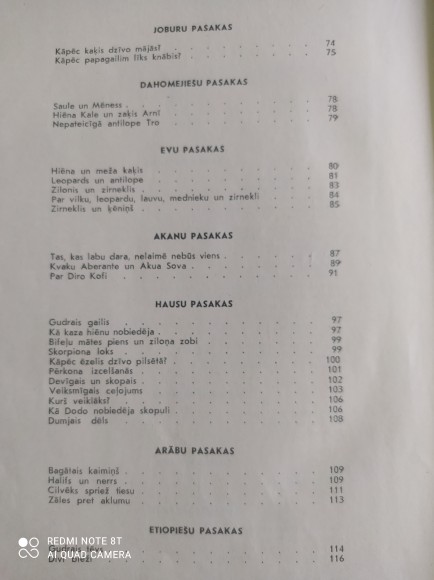 JOBURU PASAKAS
Kāpēc kaķis dzīvo mājās? 74
Kāpēc papagailim līks knābis? 75
DAHOMEJIEŠU PASAKAS
Saule un Mēness 78
Hiēna Kale un zaķis Arnī 78
Nepateicīgā antilope Tro 79
EVU PASAKAS
Hiēna un meža kaķis 80
Leopards un antilope 81
Zilonis un zirneklis 83
Par vilku, leopardu, lauvu, mednieku un zirnekli 84
Zirneklis un ķēniņš 85
AKANU PASAKAS
Tas, kas labu dara, nelaimē nebūs viens 87
Kvaku Aberante un Akua Sova 89
Par Diro Kofi 91
HAUSU PASAKAS
Gudrais gailis 97
Kā kaza hiēnu nobiedēja 97
Bifeļu mātes piens un ziloņa zobi 99
Skorpiona loks 99
Kāpēc ēzelis dzīvo pilsētā? 100
Pērkona izcelšanās 101
Devīgais un skopais 102
Veiksmīgais ceļojums 103
Kurš veiklāks? 106
Kā Dodo nobiedēja skopuli 106
Dumjais dēls 108
ARĀBU PASAKAS
Bagātais kaimiņš 109
Halifs un nerrs 109
Cilvēks spriež tiesu 111
Zāles pret aklumu 113
ETIOPIEŠU PASAKAS
Gudrais tēvs 114
Divi blēži 116
REDMI NOTE 8T
AI QUAD CAMERA